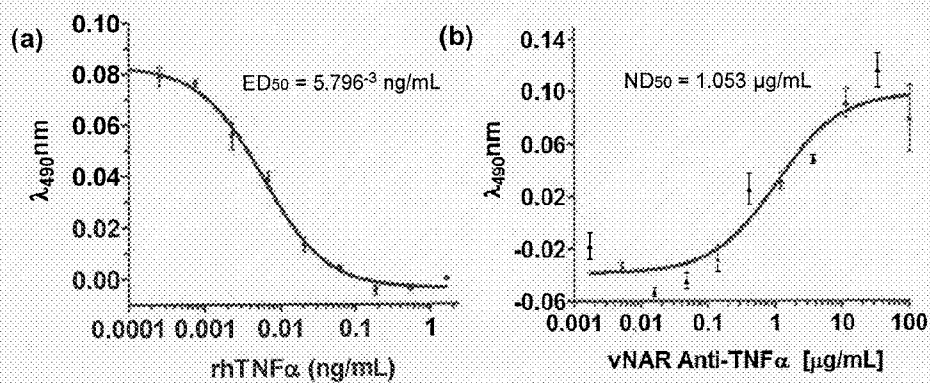 (a)
0.10
0.08
0.06
0.04
0.02
0.00
λ490nm
ED50 = 5.796-3 ng/mL
0.0001 0.001 0.01 0.1 1
rhTNFα (ng/mL)
(b)
0.14
0.10
0.06
0.02
-0.02
-0.06
λ490nm
ND50 = 1.053 µg/mL
0.001 0.01 0.1 1 10 100
vNAR Anti-TNFα [µg/mL]